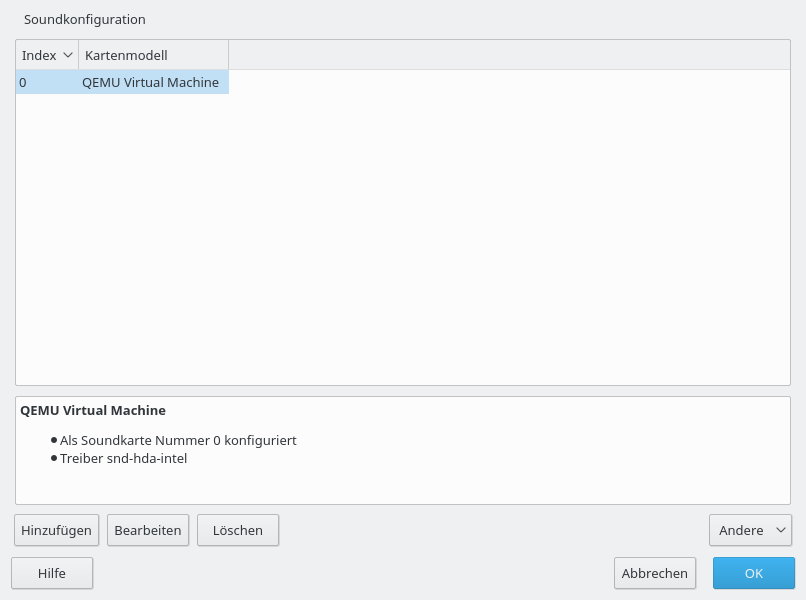 Soundkonfiguration
Index Kartenmodell
0 QEMU Virtual Machine
QEMU Virtual Machine
Als Soundkarte Nummer 0 konfiguriert
Treiber snd-hda-intel
Hinzufügen Bearbeiten Löschen Andere
Hilfe Abbrechen OK